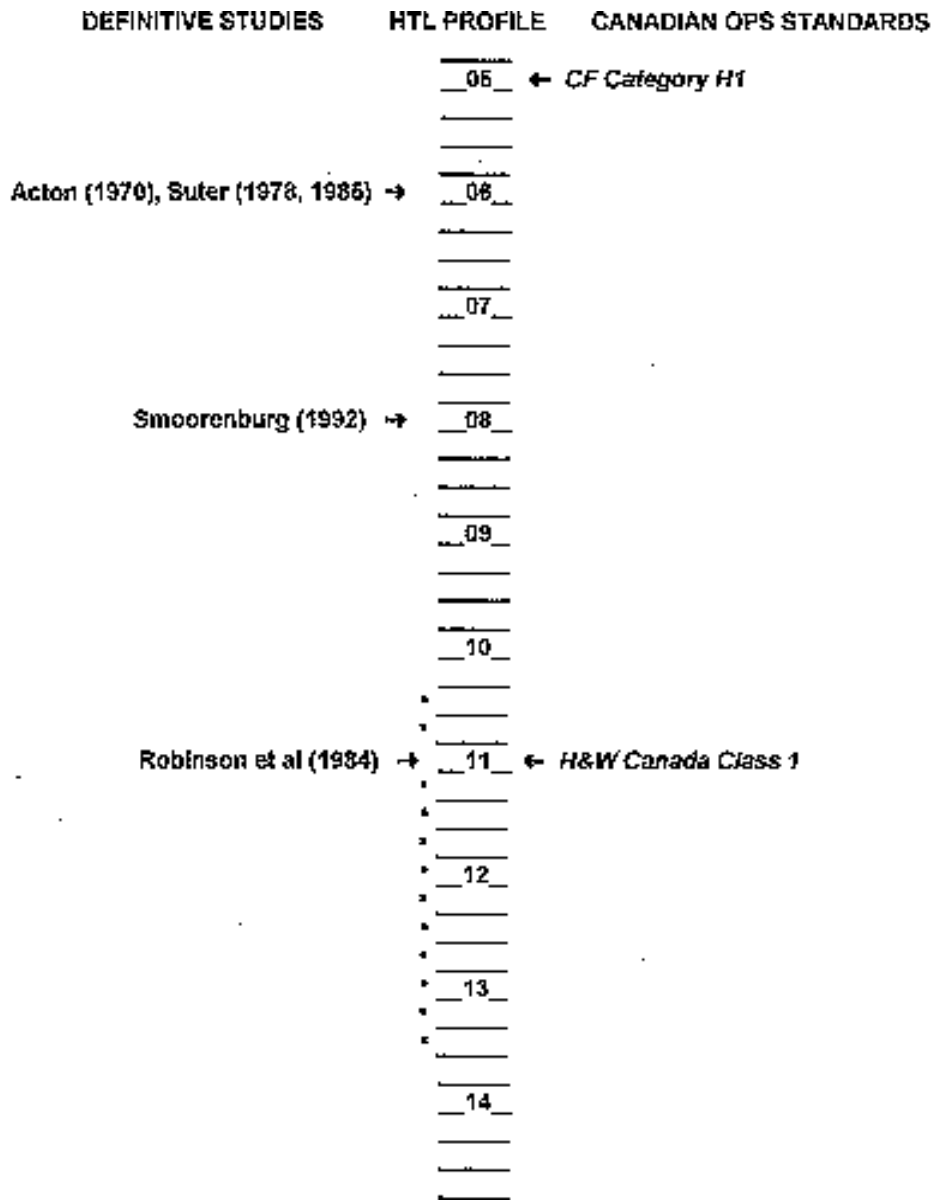 DEFINITIVE STUDIES HTL PROFILE CANADIAN OPS STANDARDS
05 ← CF Category H1
Acton (1970), Suter (1978, 1985) → 06
07
Smoorenburg (1992) → 08
09
10
Robinson et al (1984) → 11 ← H&W Canada Class 1
12
13
14